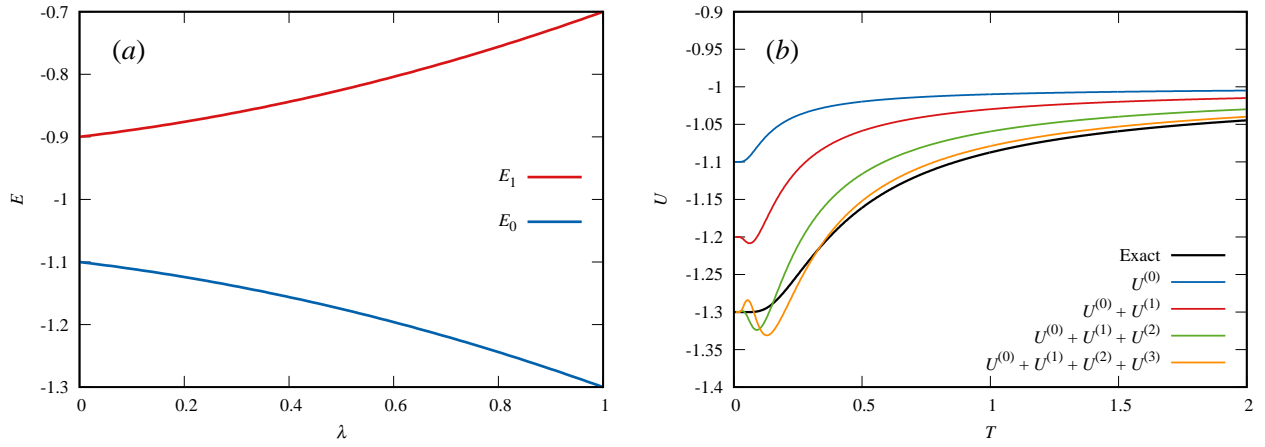 (a)
-0.7
-0.8
-0.9
-1
-1.1
-1.2
-1.3
E
E₁
E₀
0
0.2
0.4
0.6
0.8
1
λ
(b)
-0.9
-0.95
-1
-1.05
-1.1
-1.15
-1.2
-1.25
-1.3
-1.35
-1.4
U
Exact
U⁽⁰⁾
U⁽⁰⁾ + U⁽¹⁾
U⁽⁰⁾ + U⁽¹⁾ + U⁽²⁾
U⁽⁰⁾ + U⁽¹⁾ + U⁽²⁾ + U⁽³⁾
0
0.5
1
1.5
2
T